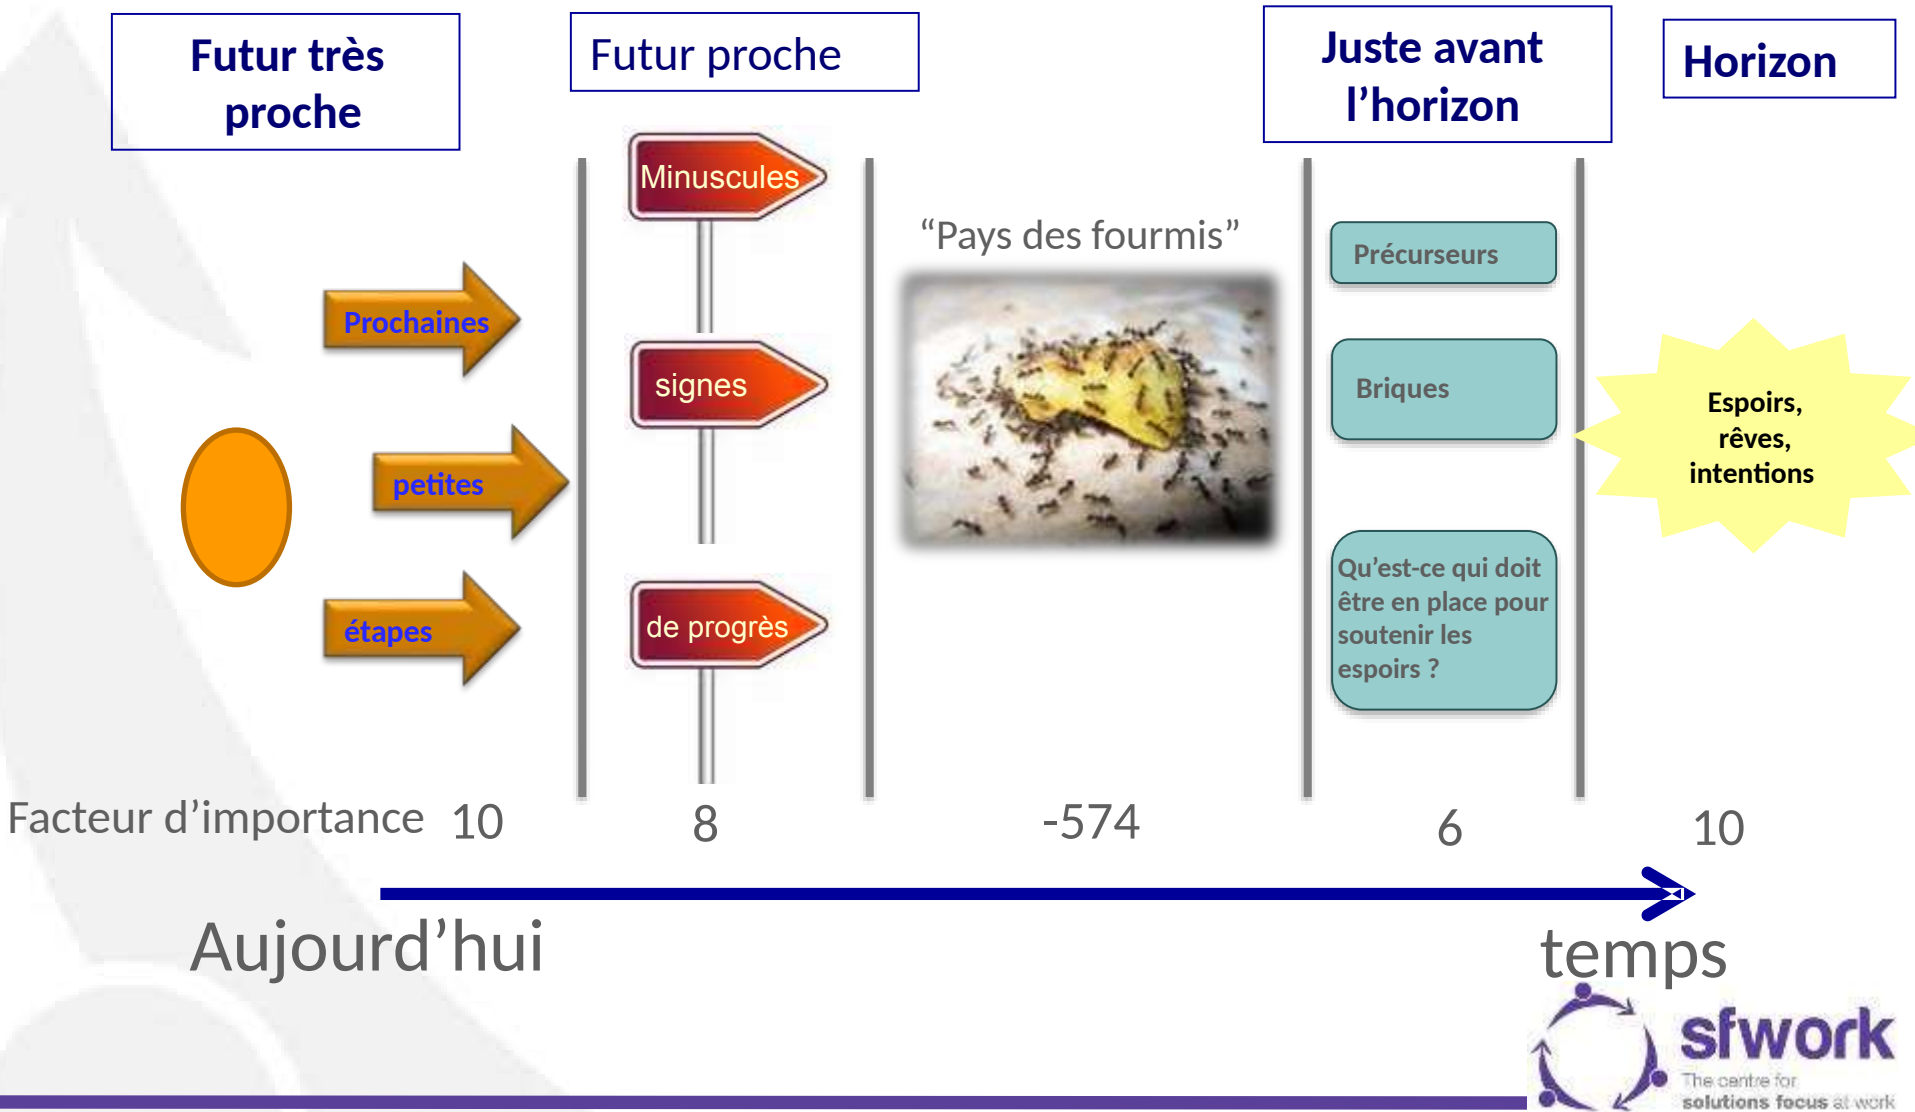 Futur très
proche
Futur proche
Juste avant
l’horizon
Horizon
Minuscules
“Pays des fourmis”
Précurseurs
Prochaines
signes
Briques
Espoirs,
rêves,
intentions
petites
Qu’est-ce qui doit
être en place pour
soutenir les
espoirs ?
étapes
de progrès
Facteur d’importance 10
8
-574
6
10
Aujourd’hui
temps
sfwork
The centre for
solutions focus at work